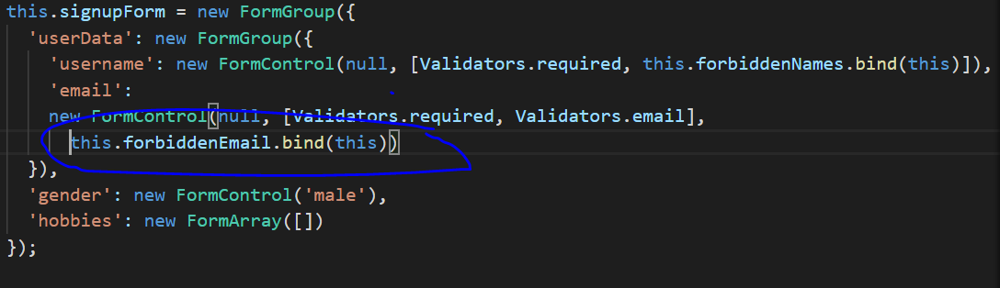 this.signupForm = new FormGroup({
'userData': new FormGroup({
'username': new FormControl(null, [Validators.required, this.forbiddenNames.bind(this)]),
'email':
new FormControl(null, [Validators.required, Validators.email],
this.forbiddenEmail.bind(this))
}),
'gender': new FormControl('male'),
'hobbies': new FormArray([])
});